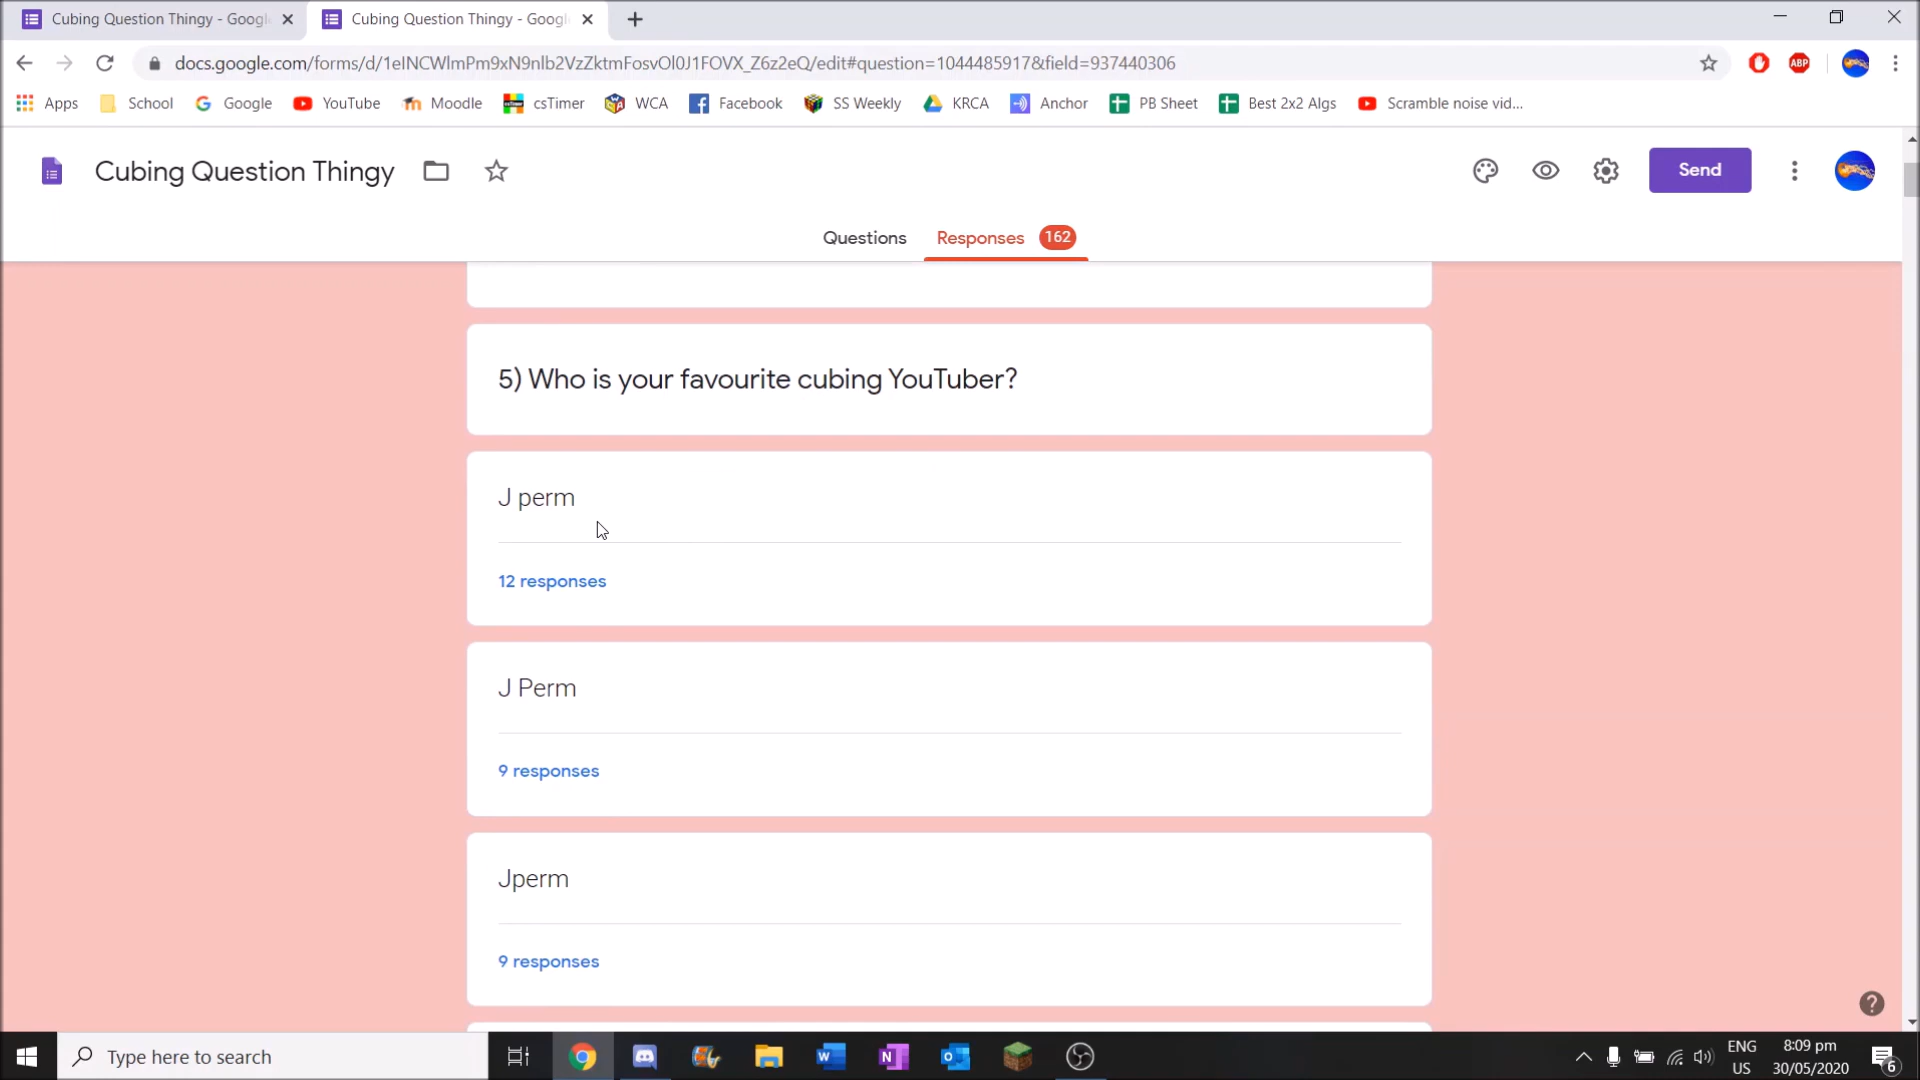 Cubing Question Thingy - Googl
Cubing Question Thingy - Googl
docs.google.com/forms/d/1eINCWlmPm9xN9nlb2VzZktmFosvOl0J1FOVX_Z6z2eQ/edit#question=1044485917&field=937440306
ABP
Apps School Google YouTube Moodle csTimer WCA Facebook SS Weekly KRCA Anchor PB Sheet Best 2x2 Algs Scramble noise vid...
Cubing Question Thingy
Send
Questions Responses 162
5) Who is your favourite cubing YouTuber?
J perm
12 responses
J Perm
9 responses
Jperm
9 responses
Type here to search
ENG
US
8:09 pm
30/05/2020
6